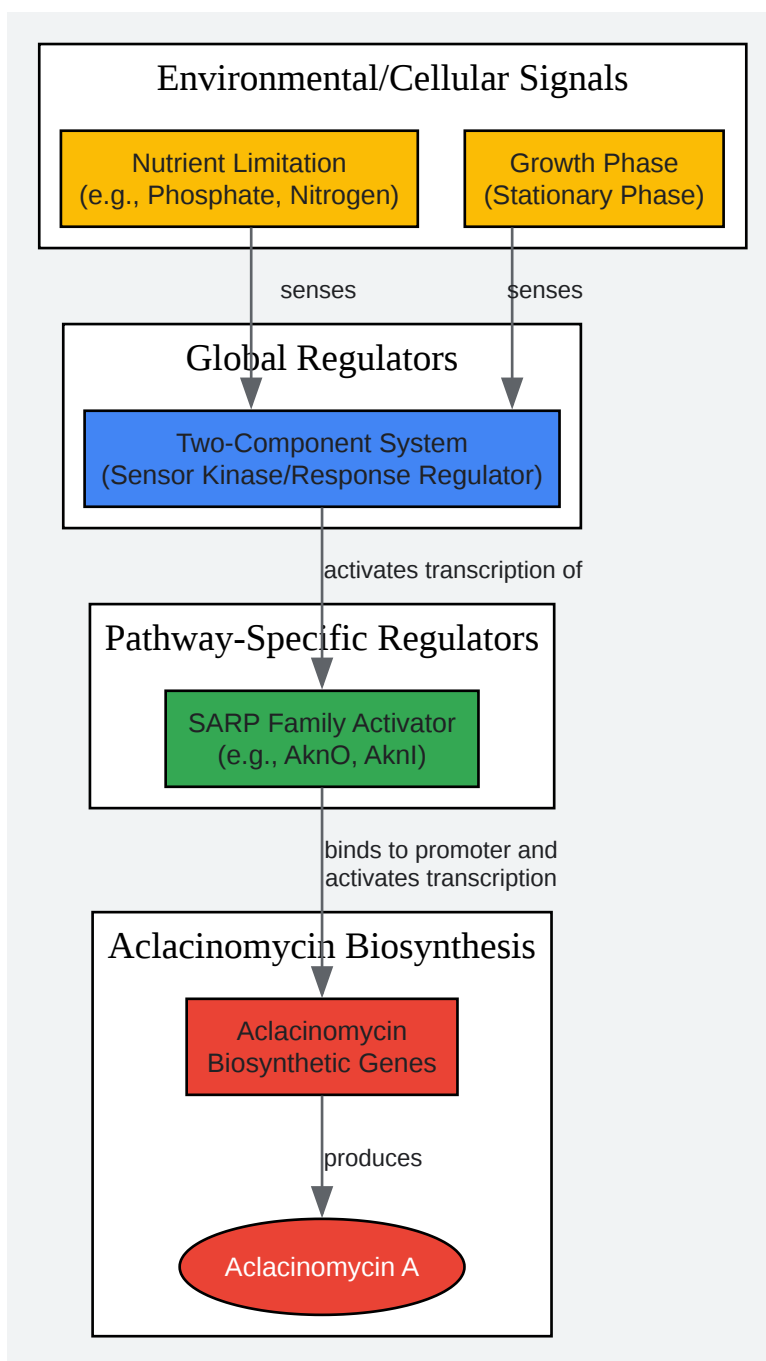 Environmental/Cellular Signals
Nutrient Limitation
(e.g., Phosphate, Nitrogen)
Growth Phase
(Stationary Phase)
senses
senses
Global Regulators
Two-Component System
(Sensor Kinase/Response Regulator)
activates transcription of
Pathway-Specific Regulators
SARP Family Activator
(e.g., AknO, AknI)
binds to promoter and
activates transcription
Aclacinomycin Biosynthesis
Aclacinomycin
Biosynthetic Genes
produces
Aclacinomycin A